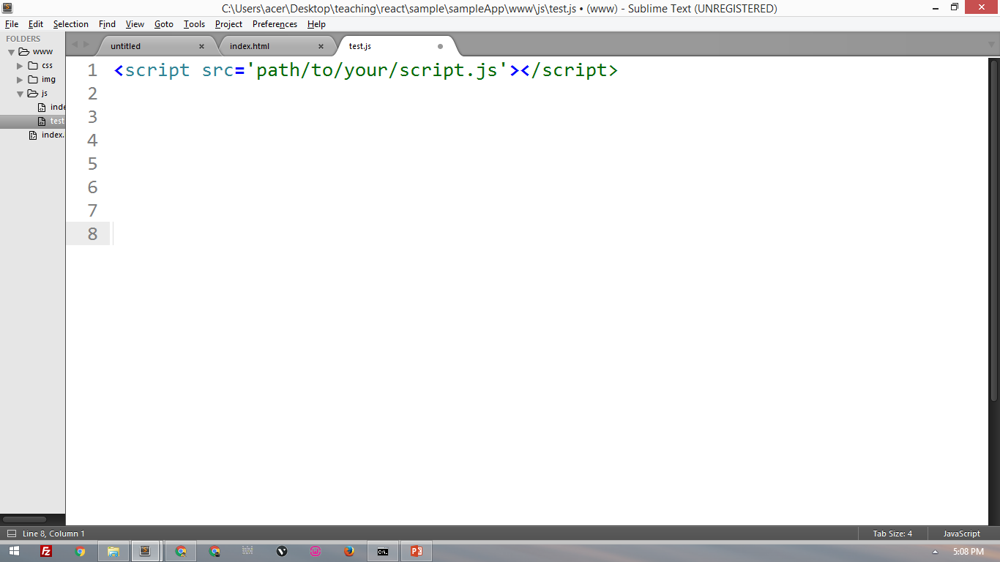 C:\Users\acer\Desktop\teaching\react\sample\sampleApp\www\js\test.js • (www) - Sublime Text (UNREGISTERED)
File Edit Selection Find View Goto Tools Project Preferences Help
FOLDERS
www
css
img
js
inde
test
index.
untitled × index.html × test.js
1 <script src='path/to/your/script.js'></script>
2
3
4
5
6
7
8
Line 8, Column 1 Tab Size: 4 JavaScript
5:08 PM